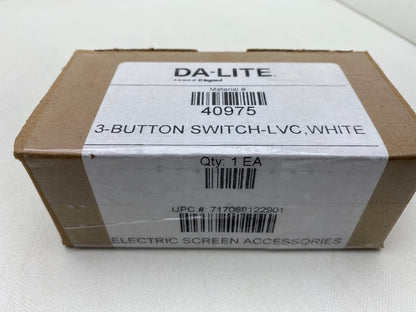 DA-LITE.
A brand of legrand
Material #
40975
3-BUTTON SWITCH-LVC,WHITE
Qty: 1 EA
UPC #: 717068122901
ELECTRIC SCREEN ACCESSORIES